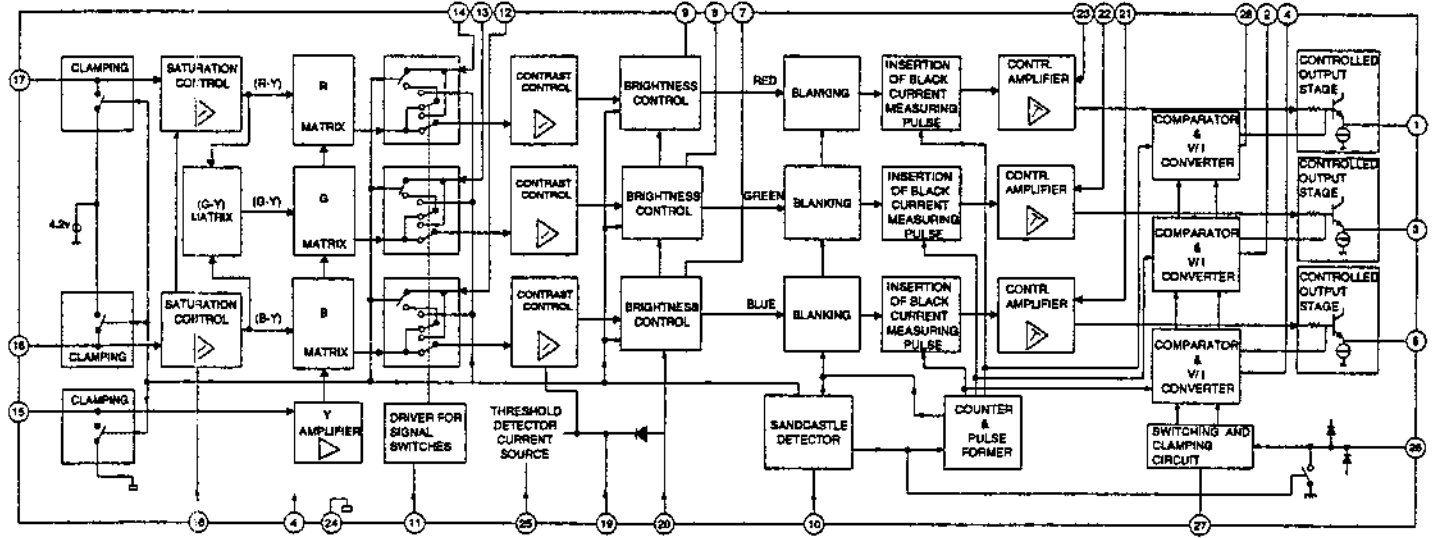 14
13
12
9
8
7
23
22
21
28
2
4
17
CLAMPING
SATURATION
CONTROL
(R-Y)
R
MATRIX
CONTRAST
CONTROL
BRIGHTNESS
CONTROL
RED
BLANKING
INSERTION
OF BLACK
CURRENT
MEASURING
PULSE
CONTR.
AMPLIFIER
COMPARATOR
&
V/I
CONVERTER
CONTROLLED
OUTPUT
STAGE
1
4.2V
(G-Y)
MATRIX
(G-Y)
G
MATRIX
CONTRAST
CONTROL
BRIGHTNESS
CONTROL
GREEN
BLANKING
INSERTION
OF BLACK
CURRENT
MEASURING
PULSE
CONTR.
AMPLIFIER
COMPARATOR
&
V/I
CONVERTER
CONTROLLED
OUTPUT
STAGE
3
CLAMPING
SATURATION
CONTROL
(B-Y)
B
MATRIX
CONTRAST
CONTROL
BRIGHTNESS
CONTROL
BLUE
BLANKING
INSERTION
OF BLACK
CURRENT
MEASURING
PULSE
CONTR.
AMPLIFIER
COMPARATOR
&
V/I
CONVERTER
CONTROLLED
OUTPUT
STAGE
15
CLAMPING
Y
AMPLIFIER
DRIVER FOR
SIGNAL
SWITCHES
THRESHOLD
DETECTOR
CURRENT
SOURCE
SANDCASTLE
DETECTOR
COUNTER
&
PULSE
FORMER
SWITCHING AND
CLAMPING
CIRCUIT
4
24
11
25
19
20
10
27